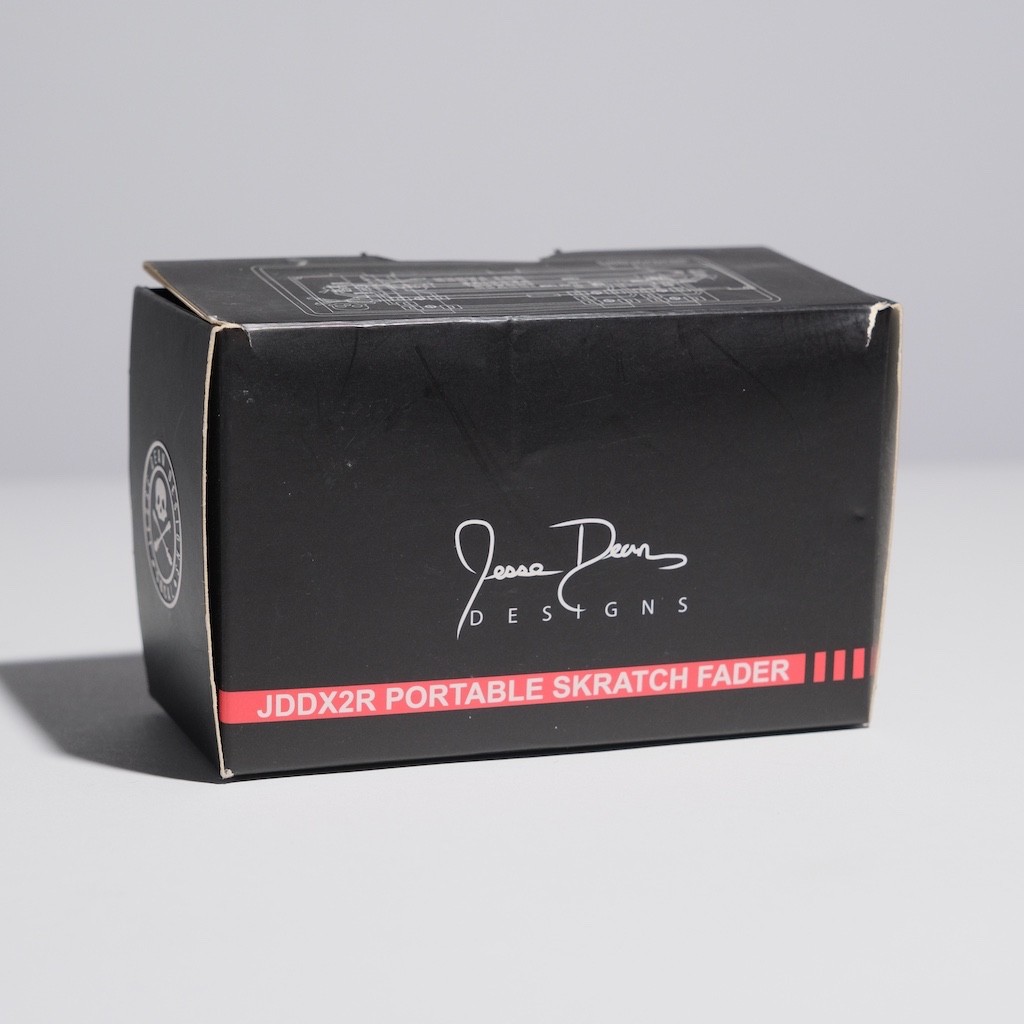 Jesse Dean
DESIGNS
JDDX2R PORTABLE SKRATCH FADER